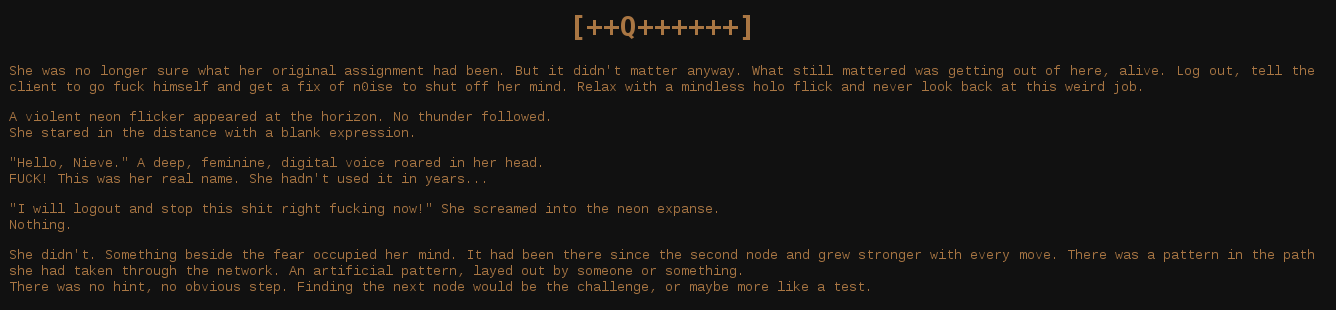 [++Q++++++]
She was no longer sure what her original assignment had been. But it didn't matter anyway. What still mattered was getting out of here, alive. Log out, tell the
client to go fuck himself and get a fix of n0ise to shut off her mind. Relax with a mindless holo flick and never look back at this weird job.
A violent neon flicker appeared at the horizon. No thunder followed.
She stared in the distance with a blank expression.
"Hello, Nieve." A deep, feminine, digital voice roared in her head.
FUCK! This was her real name. She hadn't used it in years...
"I will logout and stop this shit right fucking now!" She screamed into the neon expanse.
Nothing.
She didn't. Something beside the fear occupied her mind. It had been there since the second node and grew stronger with every move. There was a pattern in the path
she had taken through the network. An artificial pattern, layed out by someone or something.
There was no hint, no obvious step. Finding the next node would be the challenge, or maybe more like a test.